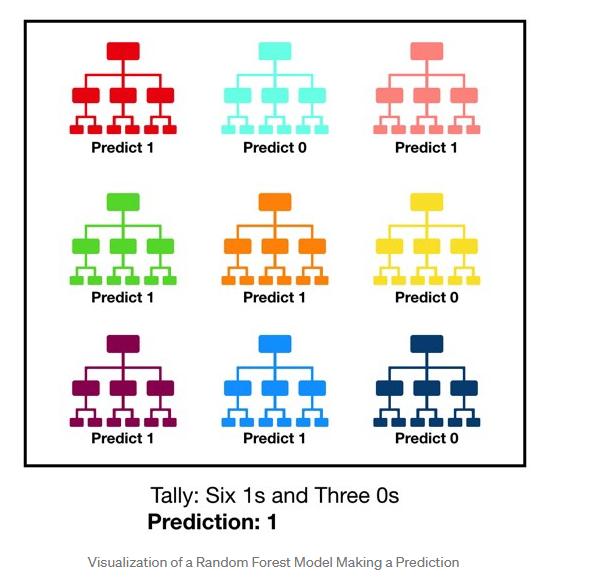 Predict 1
Predict 0
Predict 1
Predict 1
Predict 1
Predict 0
Predict 1
Predict 1
Predict 0
Tally: Six 1s and Three 0s
Prediction: 1
Visualization of a Random Forest Model Making a Prediction